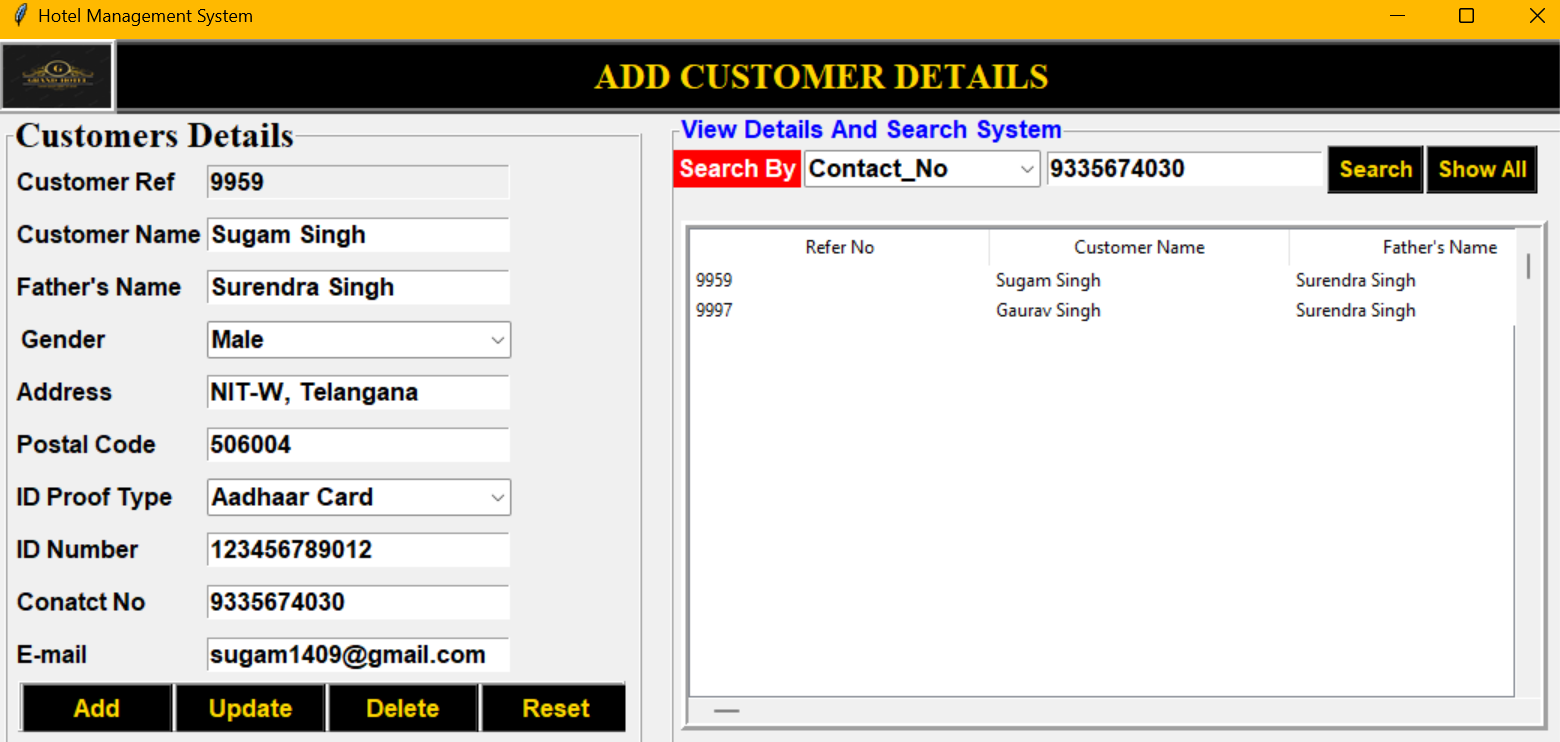 Hotel Management System
GRAND HOTEL
ADD CUSTOMER DETAILS
Customers Details
Customer Ref 9959
Customer Name Sugam Singh
Father's Name Surendra Singh
Gender Male
Address NIT-W, Telangana
Postal Code 506004
ID Proof Type Aadhaar Card
ID Number 123456789012
Conatct No 9335674030
E-mail sugam1409@gmail.com
Add Update Delete Reset
View Details And Search System
Search By Contact_No 9335674030 Search Show All
Refer No Customer Name Father's Name
9959 Sugam Singh Surendra Singh
9997 Gaurav Singh Surendra Singh